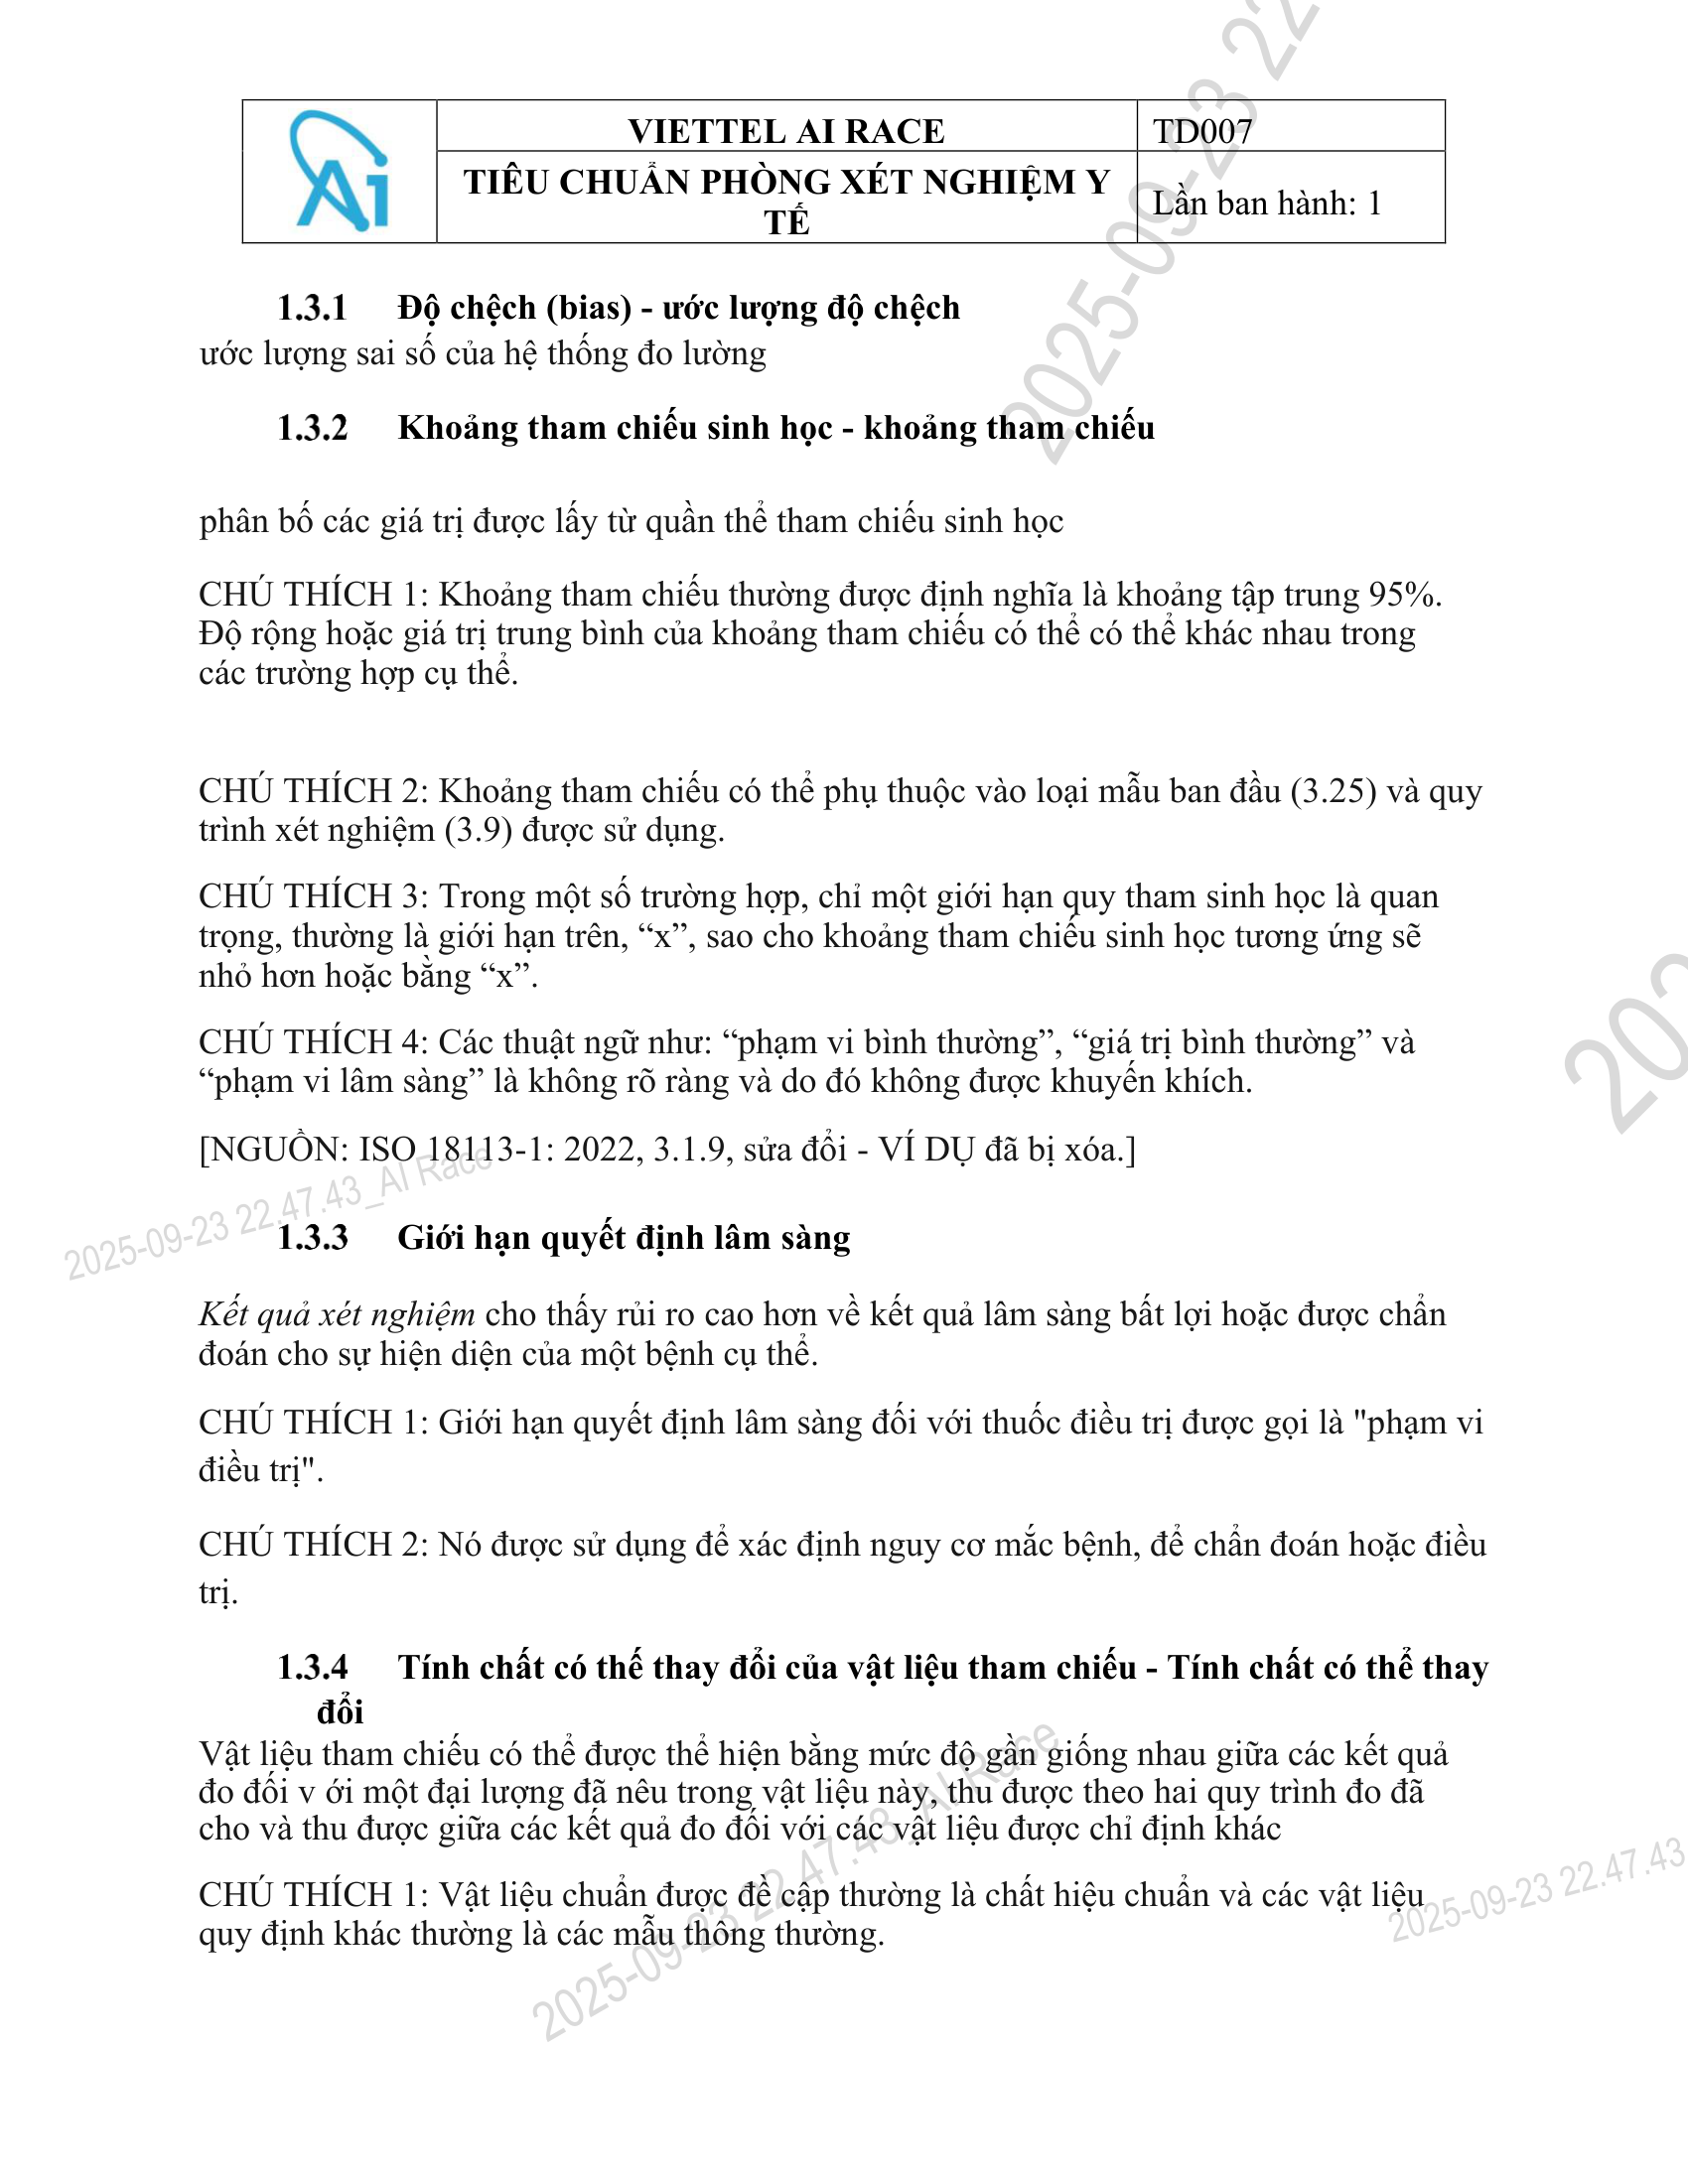 VIETTEL AI RACE
TD007
TIÊU CHUẨN PHÒNG XÉT NGHIỆM Y
TẾ
Lần ban hành: 1
1.3.1 Độ chệch (bias) - ước lượng độ chệch
ước lượng sai số của hệ thống đo lường
1.3.2 Khoảng tham chiếu sinh học - khoảng tham chiếu
phân bố các giá trị được lấy từ quần thể tham chiếu sinh học
CHÚ THÍCH 1: Khoảng tham chiếu thường được định nghĩa là khoảng tập trung 95%.
Độ rộng hoặc giá trị trung bình của khoảng tham chiếu có thể có thể khác nhau trong
các trường hợp cụ thể.
CHÚ THÍCH 2: Khoảng tham chiếu có thể phụ thuộc vào loại mẫu ban đầu (3.25) và quy
trình xét nghiệm (3.9) được sử dụng.
CHÚ THÍCH 3: Trong một số trường hợp, chỉ một giới hạn quy tham sinh học là quan
trọng, thường là giới hạn trên, “x”, sao cho khoảng tham chiếu sinh học tương ứng sẽ
nhỏ hơn hoặc bằng “x”.
CHÚ THÍCH 4: Các thuật ngữ như: “phạm vi bình thường”, “giá trị bình thường” và
“phạm vi lâm sàng” là không rõ ràng và do đó không được khuyến khích.
[NGUỒN: ISO 18113-1: 2022, 3.1.9, sửa đổi - VÍ DỤ đã bị xóa.]
1.3.3 Giới hạn quyết định lâm sàng
Kết quả xét nghiệm cho thấy rủi ro cao hơn về kết quả lâm sàng bất lợi hoặc được chẩn
đoán cho sự hiện diện của một bệnh cụ thể.
CHÚ THÍCH 1: Giới hạn quyết định lâm sàng đối với thuốc điều trị được gọi là "phạm vi
điều trị".
CHÚ THÍCH 2: Nó được sử dụng để xác định nguy cơ mắc bệnh, để chẩn đoán hoặc điều
trị.
1.3.4 Tính chất có thế thay đổi của vật liệu tham chiếu - Tính chất có thể thay
đổi
Vật liệu tham chiếu có thể được thể hiện bằng mức độ gần giống nhau giữa các kết quả
đo đối v ới một đại lượng đã nêu trong vật liệu này, thu được theo hai quy trình đo đã
cho và thu được giữa các kết quả đo đối với các vật liệu được chỉ định khác
CHÚ THÍCH 1: Vật liệu chuẩn được đề cập thường là chất hiệu chuẩn và các vật liệu
quy định khác thường là các mẫu thông thường.
2025-09-23 22
202
2025-09-23 22.47.43_AI Race
2025-09-23 22.47.43_AI Race
2025-09-23 22.47.43